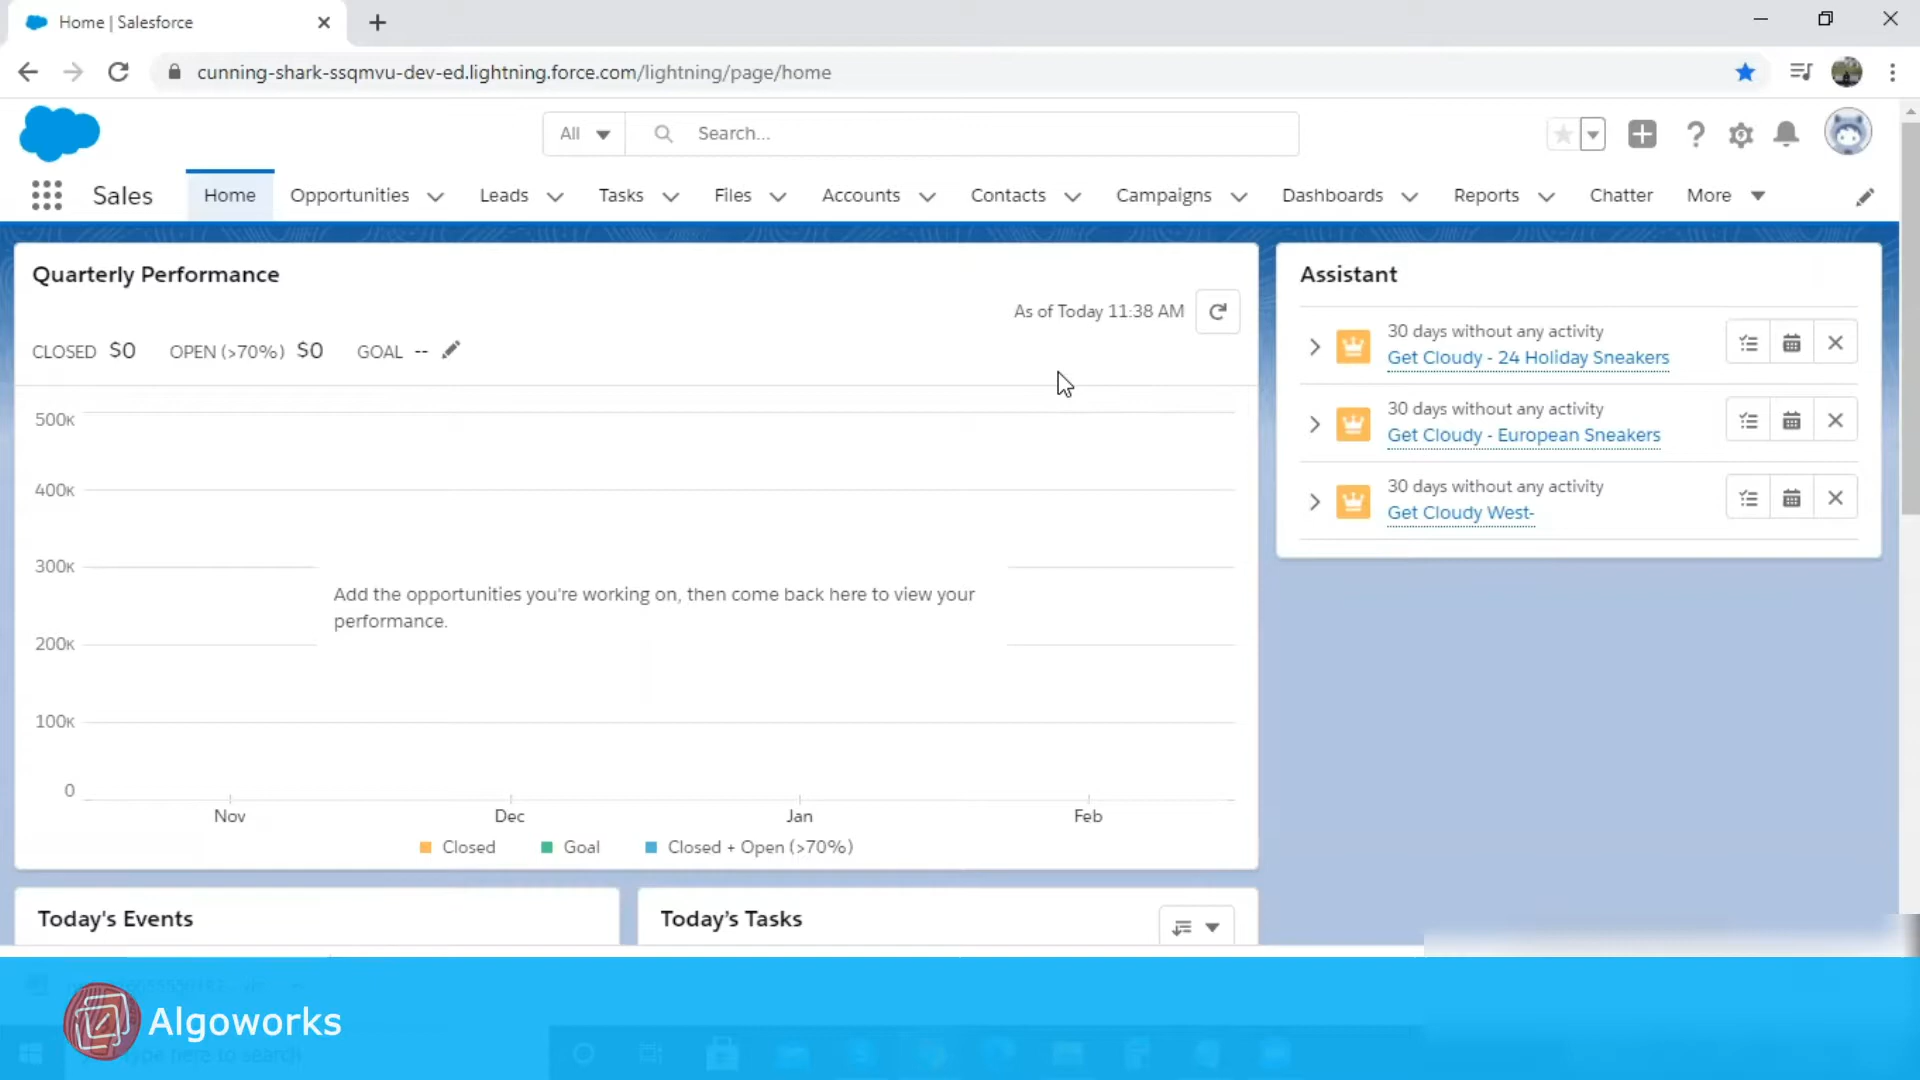 Home | Salesforce
cunning-shark-ssqmvu-dev-ed.lightning.force.com/lightning/page/home
All
Search...
Sales
Home
Opportunities
Leads
Tasks
Files
Accounts
Contacts
Campaigns
Dashboards
Reports
Chatter
More
Quarterly Performance
As of Today 11:38 AM
CLOSED $0 OPEN (>70%) $0 GOAL --
500K
400K
300K
Add the opportunities you're working on, then come back here to view your
performance.
200K
100K
0
Nov Dec Jan Feb
Closed Goal Closed + Open (>70%)
Assistant
30 days without any activity
Get Cloudy - 24 Holiday Sneakers
30 days without any activity
Get Cloudy - European Sneakers
30 days without any activity
Get Cloudy West-
Today's Events
Today's Tasks
Algoworks
Type here to search